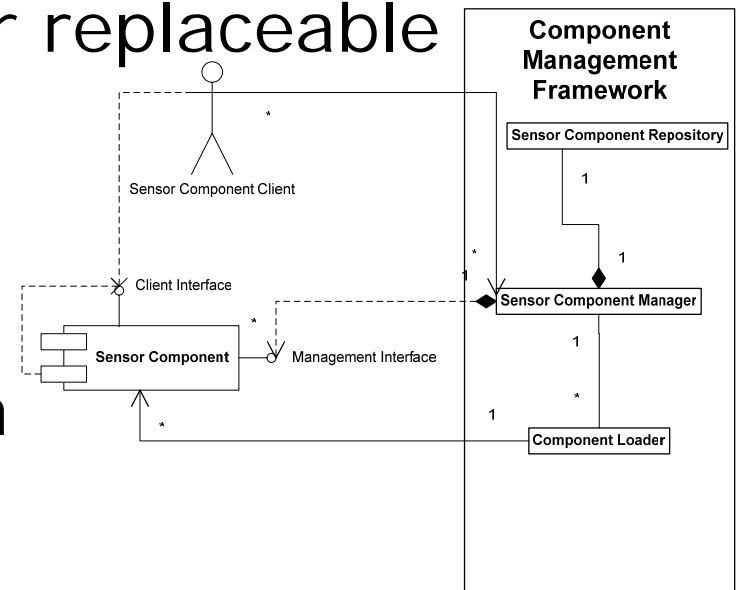 r replaceable
Component
Management
Framework
Sensor Component Repository
1
*
Sensor Component Client
1
*
1
Client Interface
Sensor Component Manager
*
Sensor Component
Management Interface
1
*
n
*
1
Component Loader